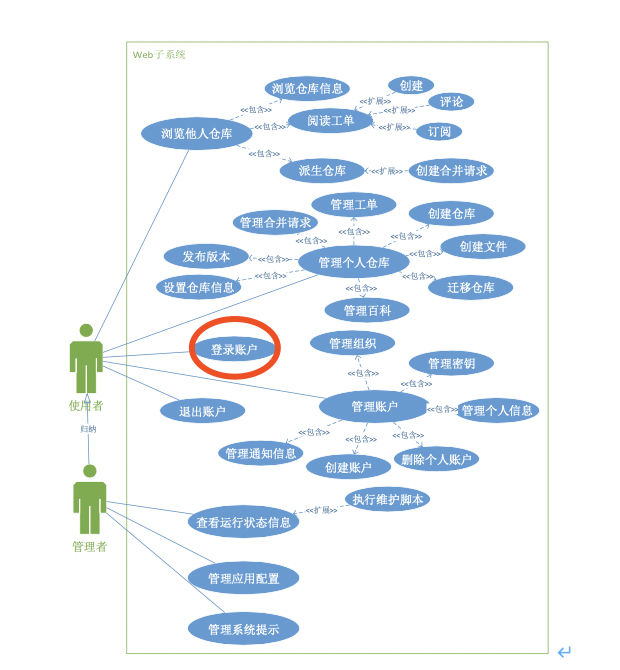 Web子系统
浏览仓库信息
创建
<<扩展>>
评论
<<包含>>
<<扩展>>
浏览他人仓库
<<包含>>
阅读工单
<<扩展>>
订阅
<<包含>>
派生仓库
<<扩展>>
创建合并请求
管理工单
管理合并请求
创建仓库
<<包含>>
<<包含>>
<<包含>>
创建文件
发布版本
<<包含>>
管理个人仓库
<<包含>>
设置仓库信息
<<包含>>
<<包含>>
迁移仓库
<<包含>>
管理百科
登录账户
管理组织
管理密钥
<<包含>>
<<包含>>
使用者
退出账户
管理账户
<<包含>>
管理个人信息
归纳
<<包含>>
<<包含>>
<<包含>>
管理通知信息
创建账户
删除个人账户
执行维护脚本
查看运行状态信息
<<扩展>>
管理者
管理应用配置
管理系统提示
↵